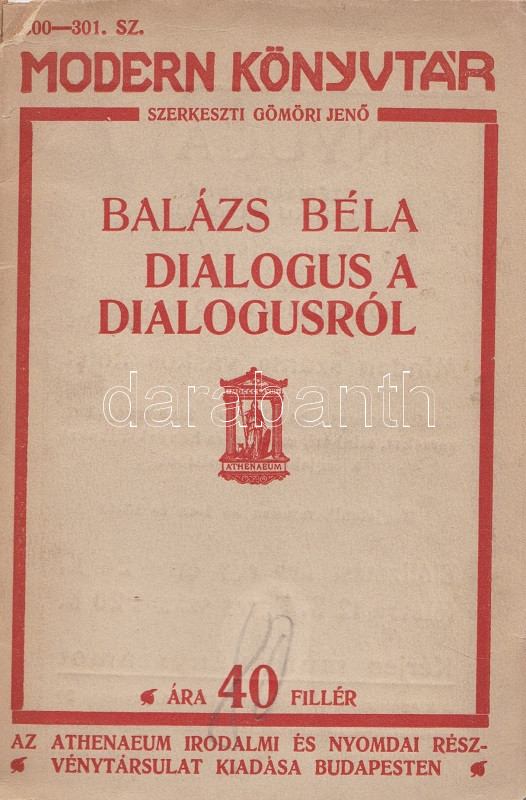 300—301. SZ.
MODERN KÖNYVTÁR
SZERKESZTI GÖMÖRI JENŐ
BALÁZS BÉLA
DIALOGUS A
DIALOGUSRÓL
darabanth
ATHENAEUM
ÁRA 40 FILLÉR
AZ ATHENAEUM IRODALMI ÉS NYOMDAI RÉSZ-
VÉNYTÁRSULAT KIADÁSA BUDAPESTEN